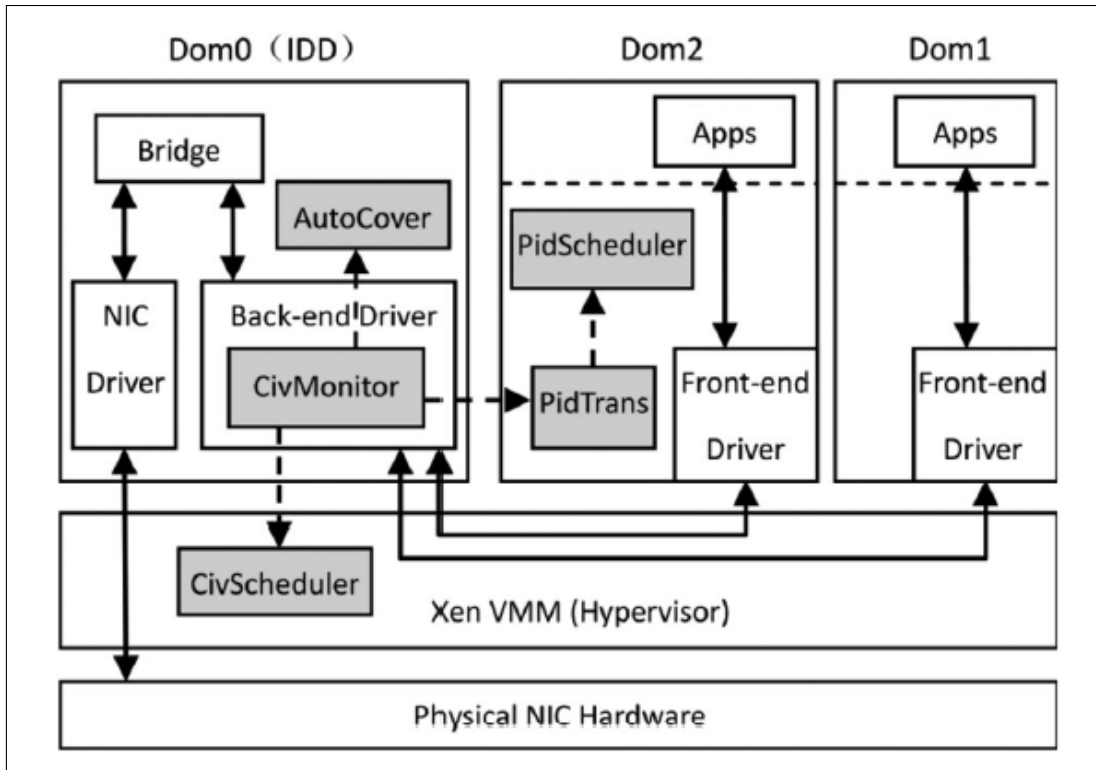 Dom0（IDD）
Dom2
Dom1
Bridge
AutoCover
NIC
Driver
Back-end Driver
CivMonitor
Apps
PidScheduler
PidTrans
Front-end
Driver
Apps
Front-end
Driver
CivScheduler
Xen VMM (Hypervisor)
Physical NIC Hardware